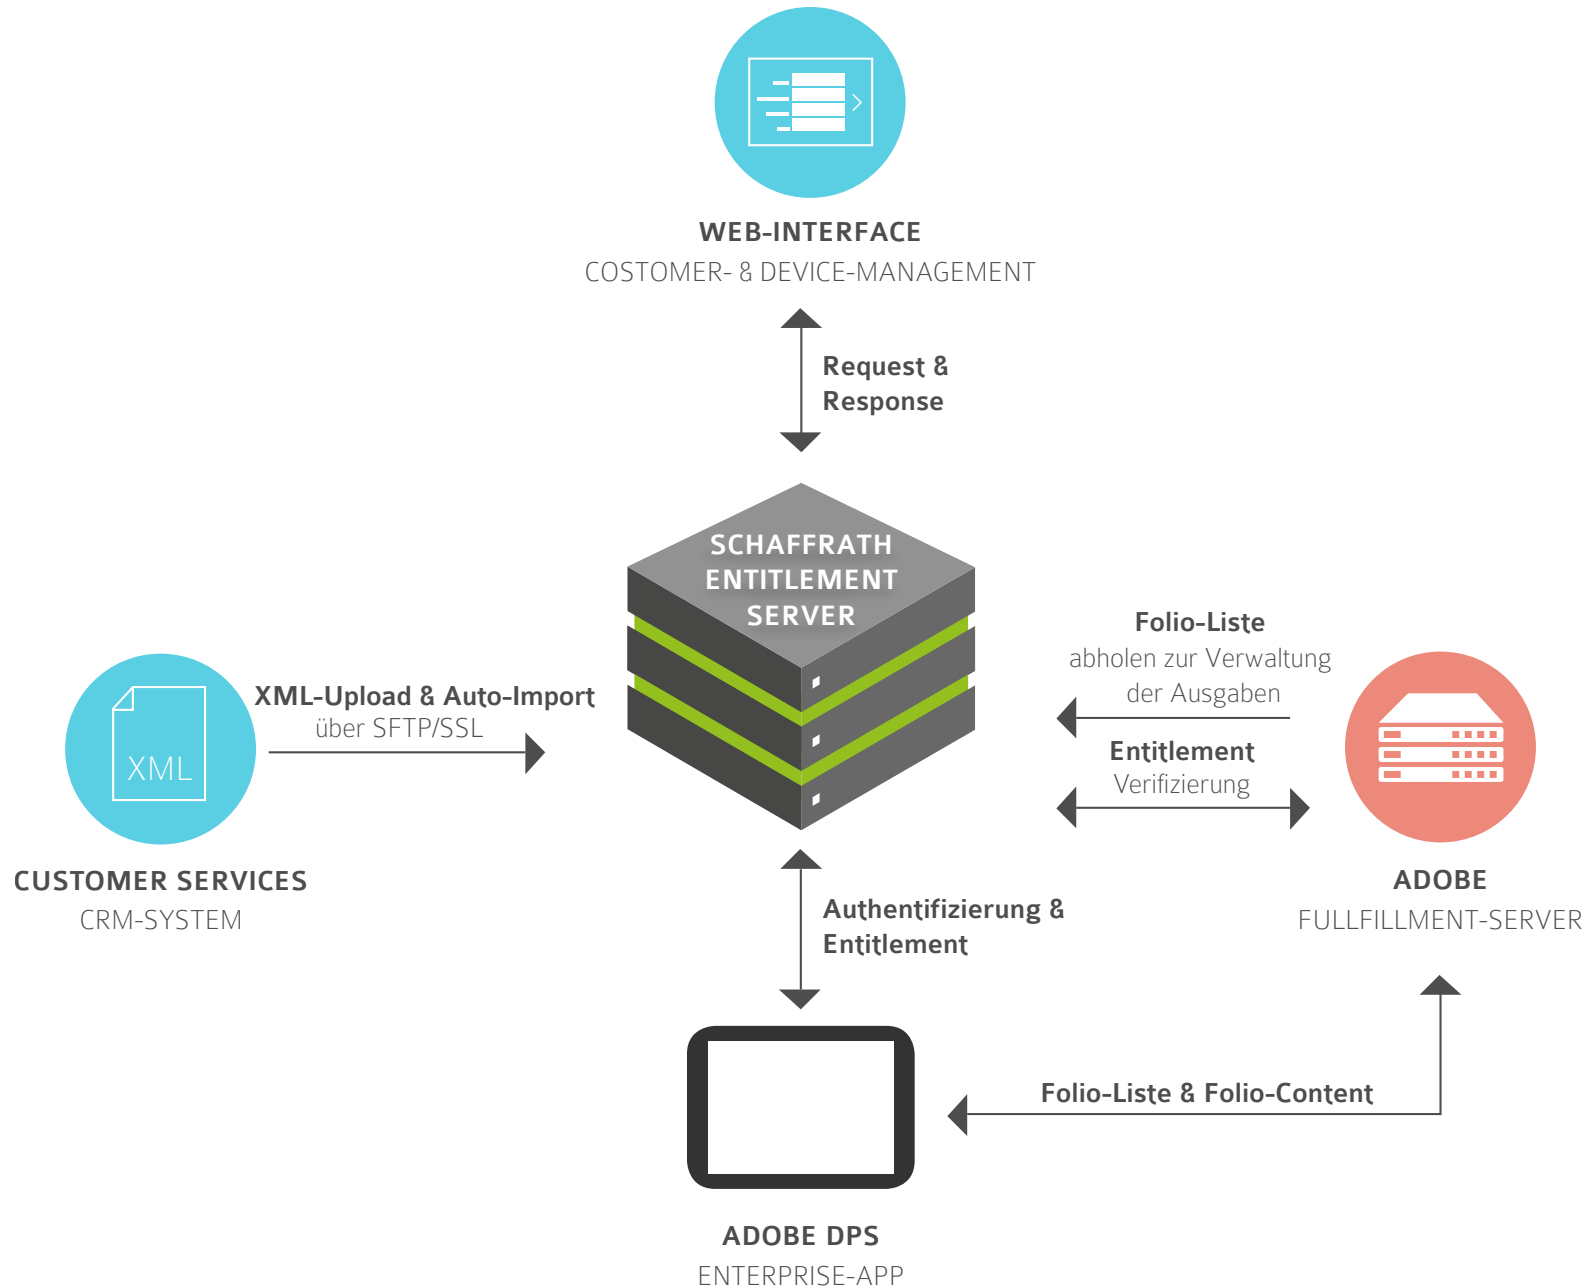 WEB-INTERFACE
COSTOMER- & DEVICE-MANAGEMENT
Request &
Response
SCHAFFRATH
ENTITLEMENT
SERVER
Folio-Liste
abholen zur Verwaltung
der Ausgaben
XML-Upload & Auto-Import
über SFTP/SSL
XML
Entitlement
Verifizierung
CUSTOMER SERVICES
CRM-SYSTEM
ADOBE
FULLFILLMENT-SERVER
Authentifizierung &
Entitlement
Folio-Liste & Folio-Content
ADOBE DPS
ENTERPRISE-APP